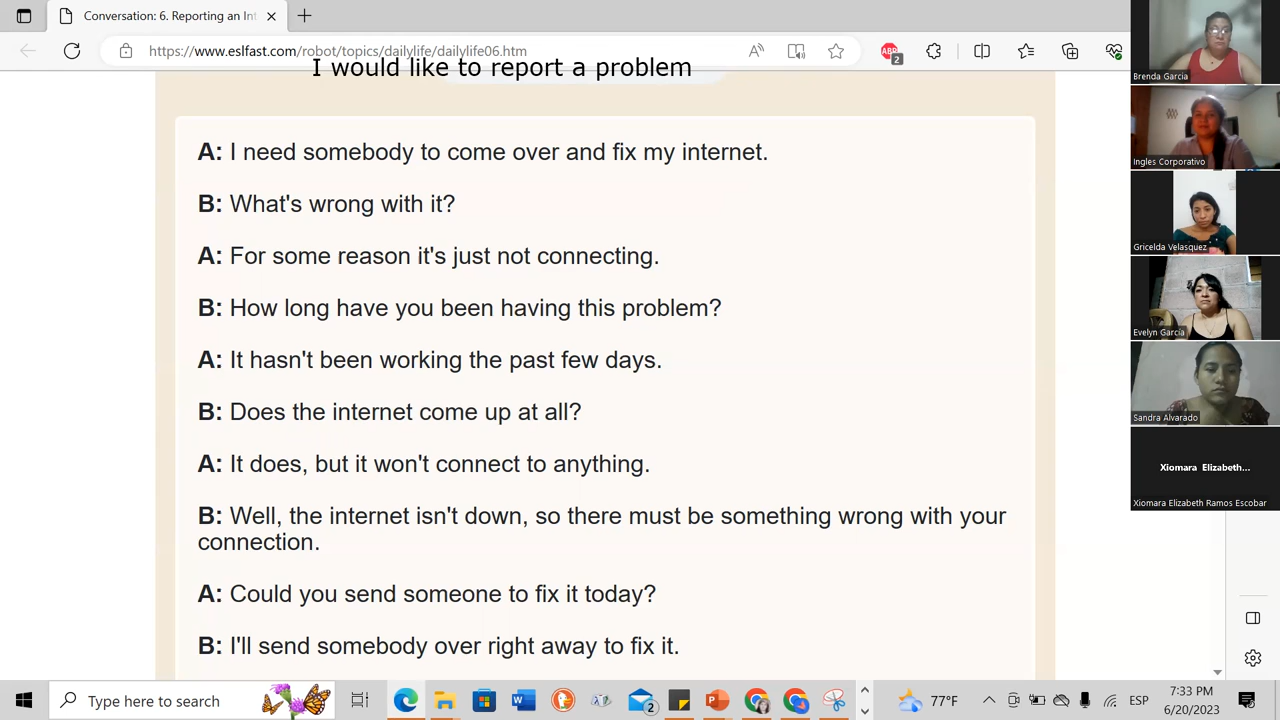 Conversation: 6. Reporting an Int
https://www.eslfast.com/robot/topics/dailylife/dailylife06.htm
ABP
2
I would like to report a problem
A: I need somebody to come over and fix my internet.
B: What's wrong with it?
A: For some reason it's just not connecting.
B: How long have you been having this problem?
A: It hasn't been working the past few days.
B: Does the internet come up at all?
A: It does, but it won't connect to anything.
B: Well, the internet isn't down, so there must be something wrong with your
connection.
A: Could you send someone to fix it today?
B: I'll send somebody over right away to fix it.
Brenda Garcia
Ingles Corporativo
Gricelda Velasquez
Evelyn García
Sandra Alvarado
Xiomara Elizabeth...
Xiomara Elizabeth Ramos Escobar
Type here to search
2
77°F
ESP
7:33 PM
6/20/2023